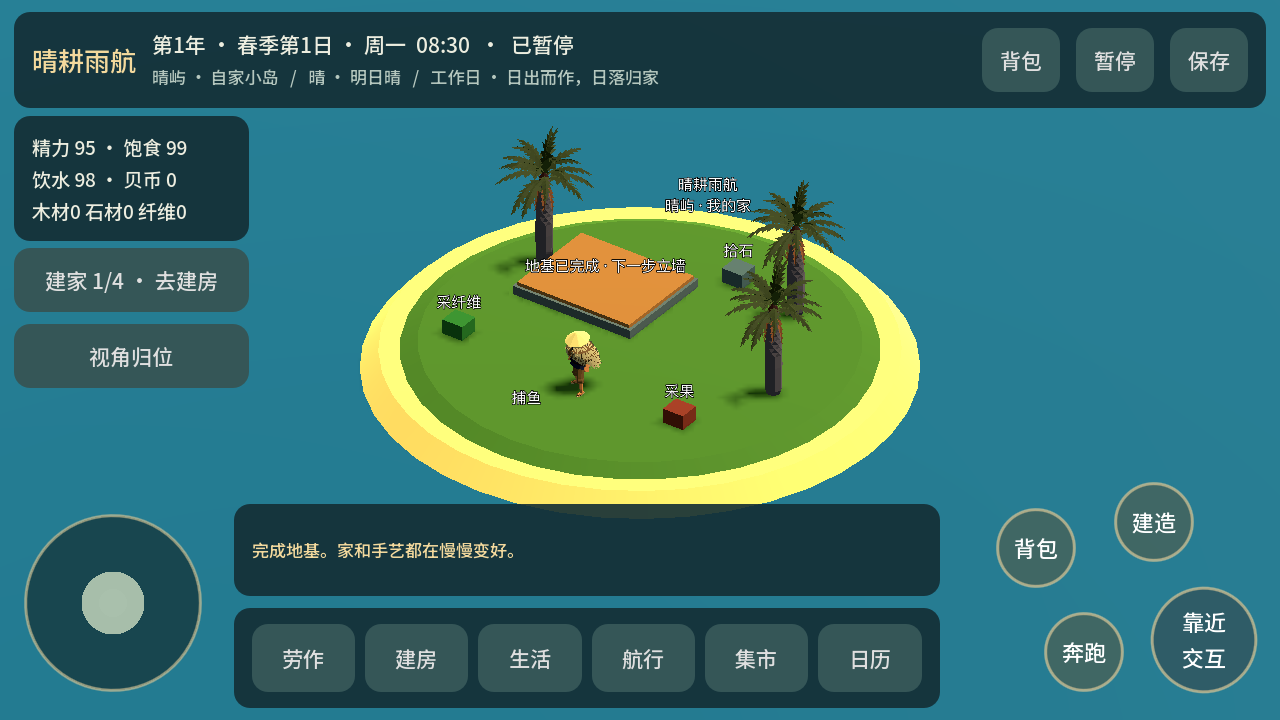 晴耕雨航
第1年 · 春季第1日 · 周一 08:30 · 已暂停
晴屿 · 自家小岛 / 晴 · 明日晴 / 工作日 · 日出而作，日落归家
背包
暂停
保存
精力 95 · 饱食 99
饮水 98 · 贝币 0
木材0 石材0 纤维0
建家 1/4 · 去建房
视角归位
晴耕雨航
晴屿 · 我的家
拾石
地基已完成 · 下一步立墙
采纤维
捕鱼
采果
完成地基。家和手艺都在慢慢变好。
劳作
建房
生活
航行
集市
日历
背包
建造
奔跑
靠近
交互